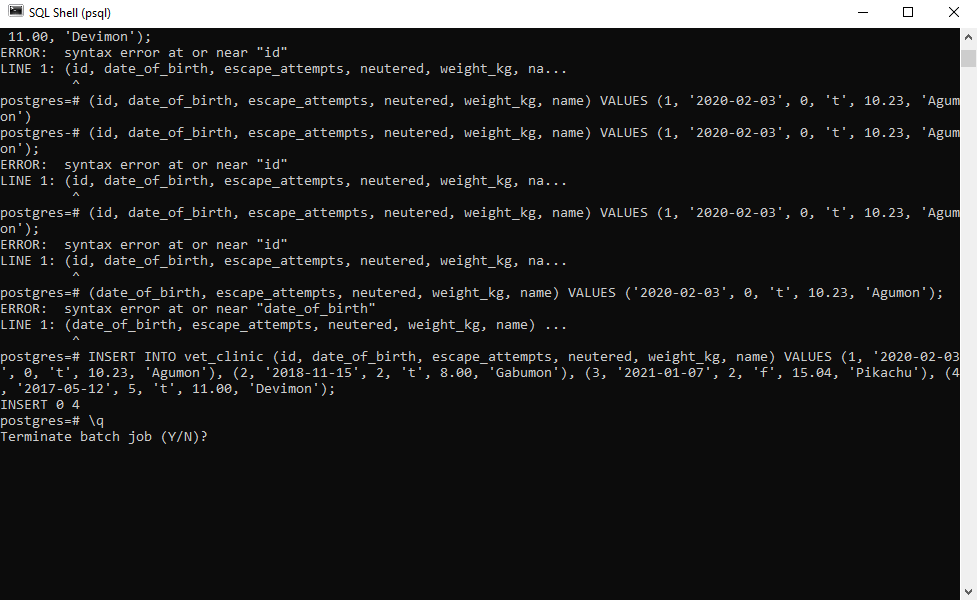 SQL Shell (psql)
 11.00, 'Devimon');
ERROR:  syntax error at or near "id"
LINE 1: (id, date_of_birth, escape_attempts, neutered, weight_kg, na...
         ^
postgres=# (id, date_of_birth, escape_attempts, neutered, weight_kg, name) VALUES (1, '2020-02-03', 0, 't', 10.23, 'Agum
on')
postgres-# (id, date_of_birth, escape_attempts, neutered, weight_kg, name) VALUES (1, '2020-02-03', 0, 't', 10.23, 'Agum
on');
ERROR:  syntax error at or near "id"
LINE 1: (id, date_of_birth, escape_attempts, neutered, weight_kg, na...
         ^
postgres=# (id, date_of_birth, escape_attempts, neutered, weight_kg, name) VALUES (1, '2020-02-03', 0, 't', 10.23, 'Agum
on');
ERROR:  syntax error at or near "id"
LINE 1: (id, date_of_birth, escape_attempts, neutered, weight_kg, na...
         ^
postgres=# (date_of_birth, escape_attempts, neutered, weight_kg, name) VALUES ('2020-02-03', 0, 't', 10.23, 'Agumon');
ERROR:  syntax error at or near "date_of_birth"
LINE 1: (date_of_birth, escape_attempts, neutered, weight_kg, name) ...
         ^
postgres=# INSERT INTO vet_clinic (id, date_of_birth, escape_attempts, neutered, weight_kg, name) VALUES (1, '2020-02-03
', 0, 't', 10.23, 'Agumon'), (2, '2018-11-15', 2, 't', 8.00, 'Gabumon'), (3, '2021-01-07', 2, 'f', 15.04, 'Pikachu'), (4
, '2017-05-12', 5, 't', 11.00, 'Devimon');
INSERT 0 4
postgres=# \q
Terminate batch job (Y/N)?